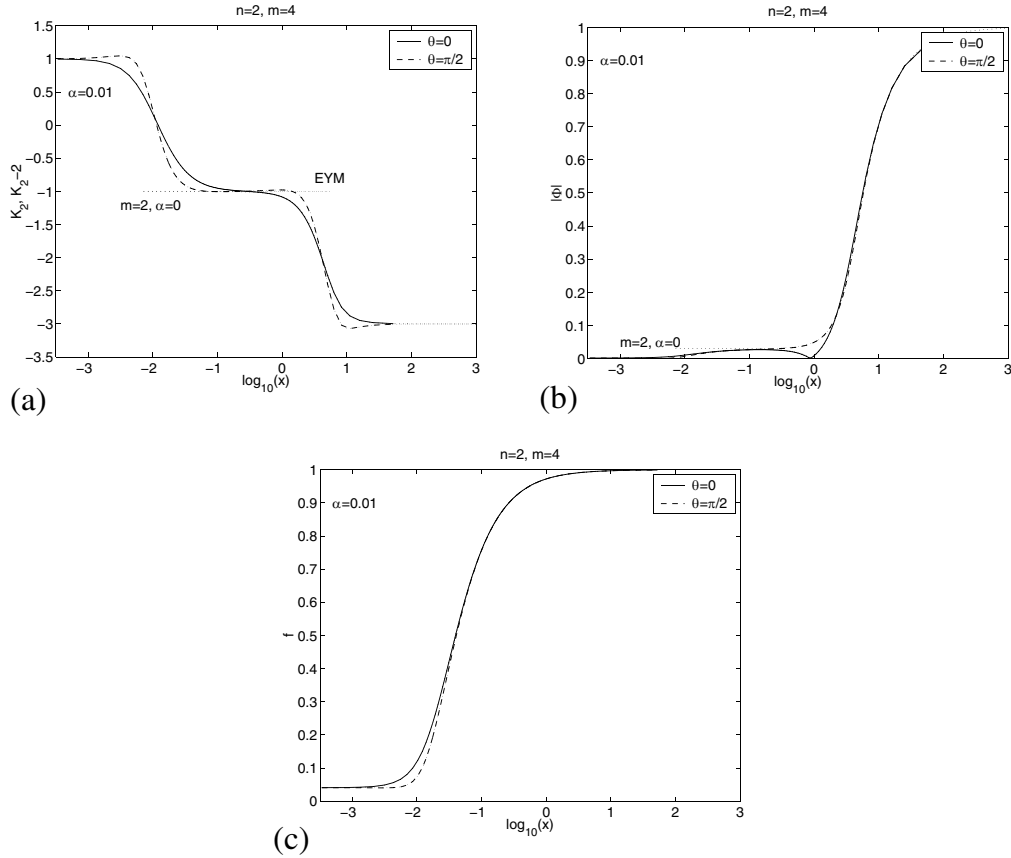 n=2, m=4
1.5
1
0.5
0
−0.5
−1
−1.5
−2
−2.5
−3
−3.5
K₂, K₂−2
θ=0
θ=π/2
α=0.01
EYM
m=2, α=0
−3 −2 −1 0 1 2 3
log₁₀(x)
(a)
n=2, m=4
1
0.9
0.8
0.7
0.6
0.5
0.4
0.3
0.2
0.1
0
|Φ|
θ=0
θ=π/2
α=0.01
m=2, α=0
−3 −2 −1 0 1 2 3
log₁₀(x)
(b)
n=2, m=4
1
0.9
0.8
0.7
0.6
0.5
0.4
0.3
0.2
0.1
0
f
θ=0
θ=π/2
α=0.01
−3 −2 −1 0 1 2 3
log₁₀(x)
(c)